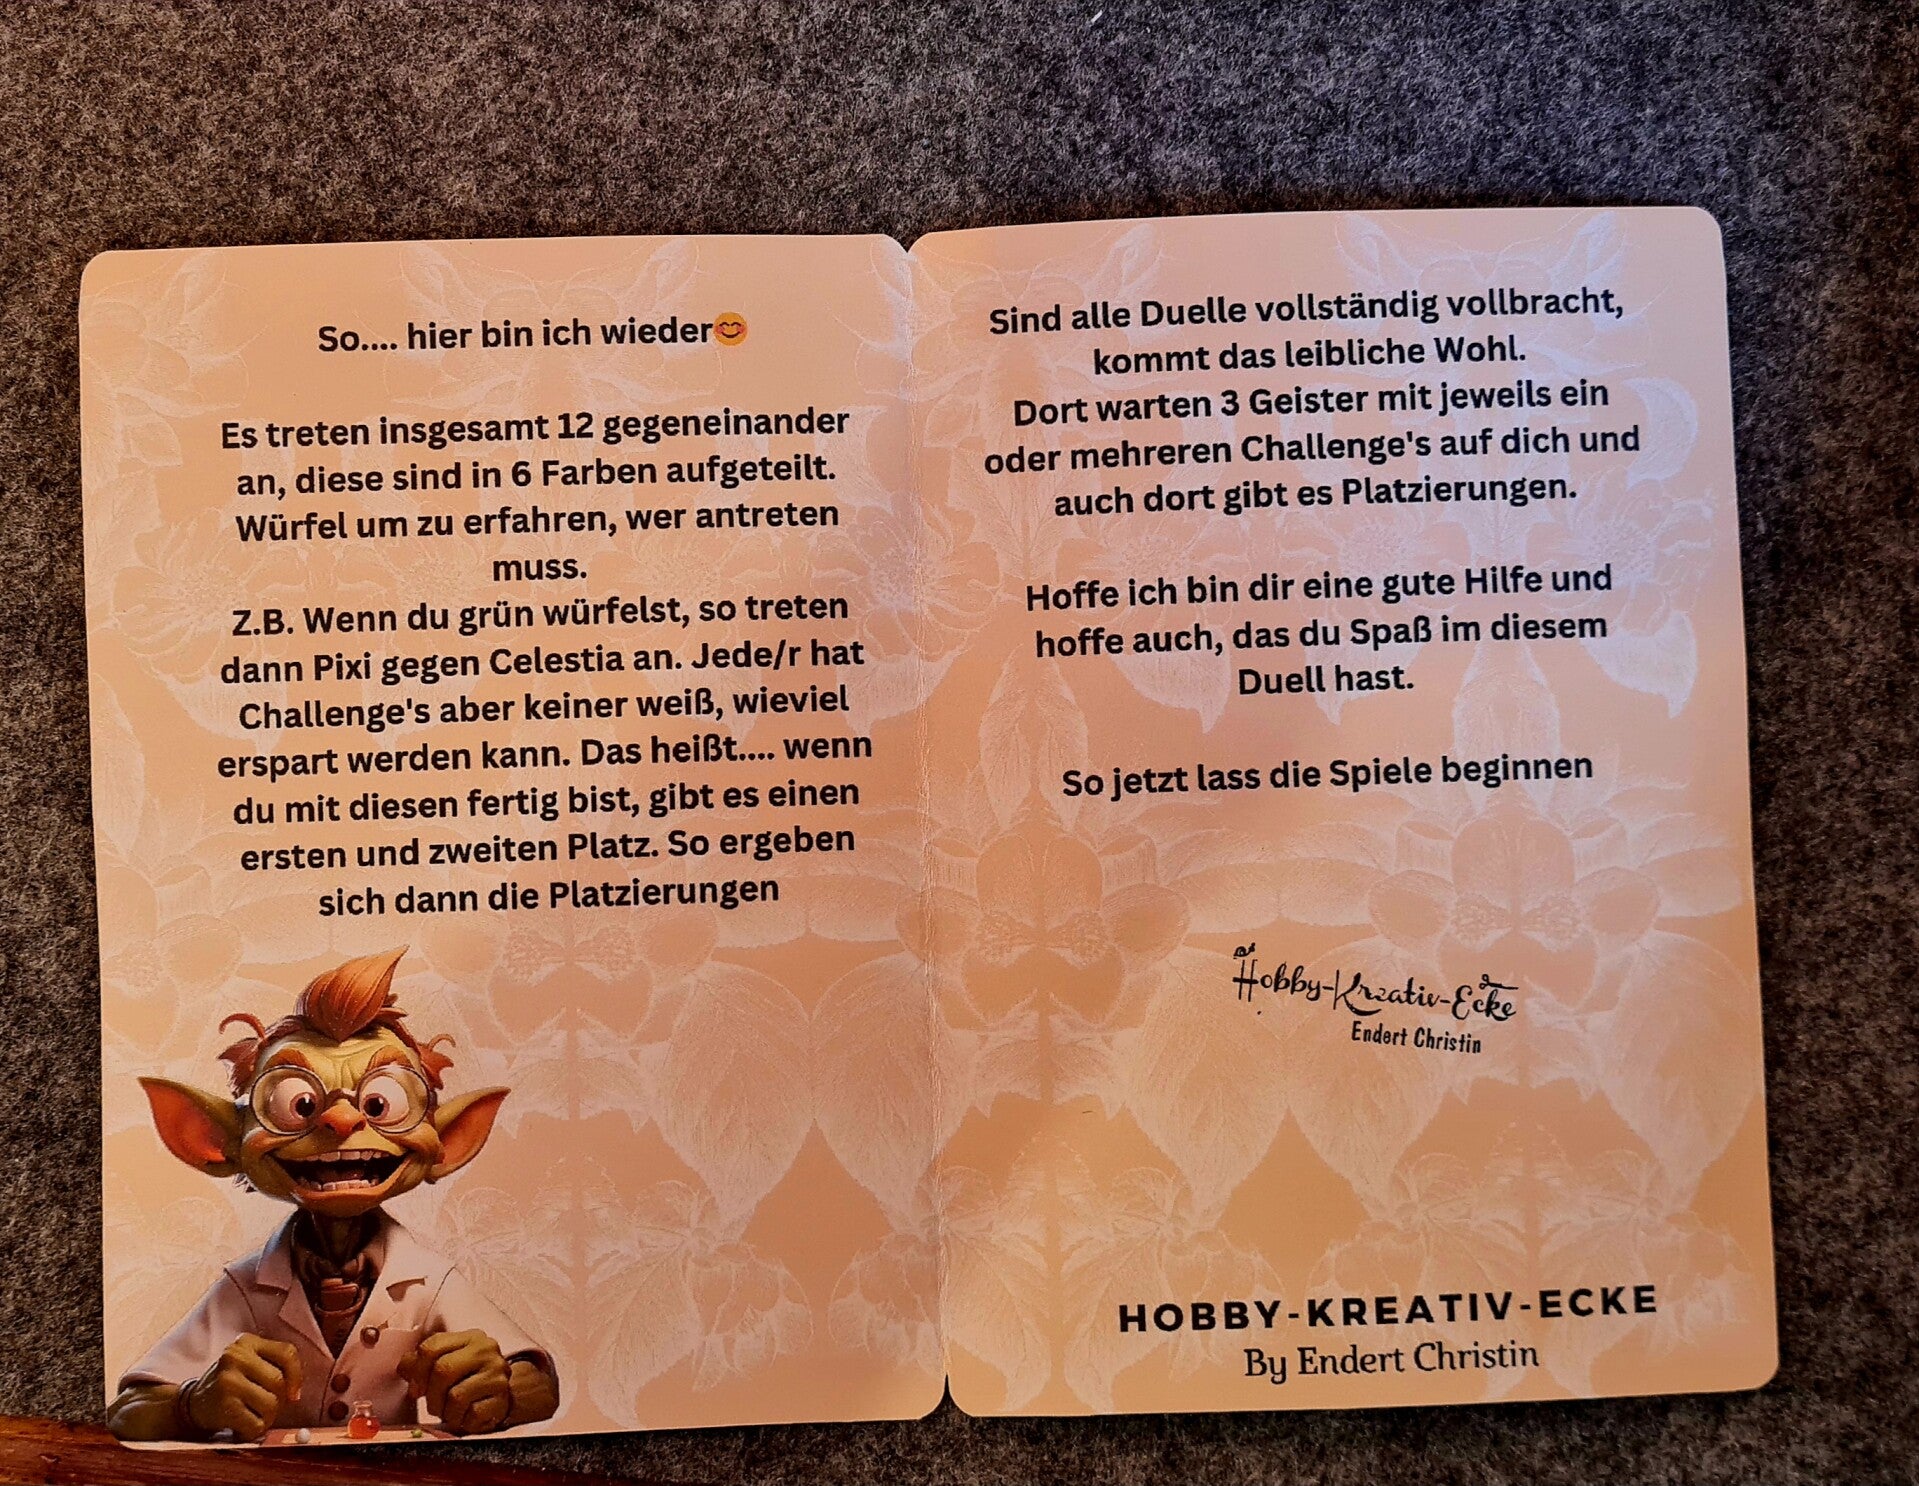 So.... hier bin ich wieder😊
Es treten insgesamt 12 gegeneinander
an, diese sind in 6 Farben aufgeteilt.
Würfel um zu erfahren, wer antreten
muss.
Z.B. Wenn du grün würfelst, so treten
dann Pixi gegen Celestia an. Jede/r hat
Challenge's aber keiner weiß, wieviel
erspart werden kann. Das heißt.... wenn
du mit diesen fertig bist, gibt es einen
ersten und zweiten Platz. So ergeben
sich dann die Platzierungen
Sind alle Duelle vollständig vollbracht,
kommt das leibliche Wohl.
Dort warten 3 Geister mit jeweils ein
oder mehreren Challenge's auf dich und
auch dort gibt es Platzierungen.
Hoffe ich bin dir eine gute Hilfe und
hoffe auch, das du Spaß im diesem
Duell hast.
So jetzt lass die Spiele beginnen
Hobby-Kreativ-Ecke
Endert Christin
HOBBY-KREATIV-ECKE
By Endert Christin